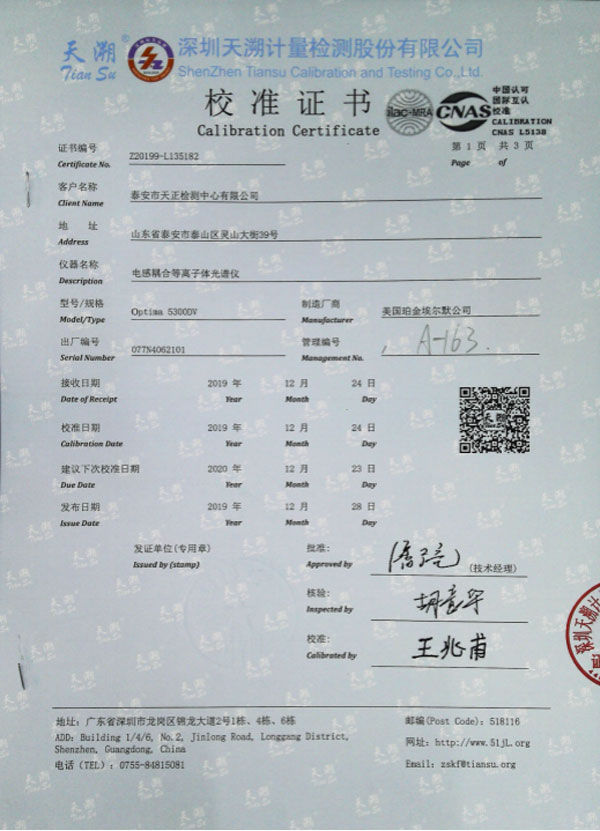 天溯 ® 深圳天溯计量检测股份有限公司
Tian Su ShenZhen Tiansu Calibration and Testing Co.,Ltd.
校准证书
Calibration Certificate
ilac-MRA
CNAS
中国认可
国际互认
校准
CALIBRATION
CNAS L5138
证书编号 Z20199-L135182 第 1 页 共 3 页
Certificate No. Page of
客户名称 泰安市天正检测中心有限公司
Client Name
地 址 山东省泰安市泰山区灵山大街39号
Address
仪器名称 电感耦合等离子体光谱仪
Description
型号/规格 Optima 5300DV 制造厂商 美国珀金埃尔默公司
Model/Type Manufacturer
出厂编号 077N4062101 管理编号 A-163.
Serial Number Management No.
接收日期 2019 年 12 月 24 日
Date of Receipt Year Month Day
校准日期 2019 年 12 月 24 日
Calibration Date Year Month Day
建议下次校准日期 2020 年 12 月 23 日
Due Date Year Month Day
发布日期 2019 年 12 月 28 日
Issue Date Year Month Day
发证单位(专用章) 批准: (技术经理)
Issued by (stamp) Approved by
核验:
Inspected by
校准: 王兆甫
Calibrated by
深圳天溯计
地址: 广东省深圳市龙岗区锦龙大道2号1栋、4栋、6栋 邮编(Post Code): 518116
ADD: Building 1/4/6, No.2, Jinlong Road, Longgang District, 网址: http://www.51jL.org
Shenzhen, Guangdong, China
电话 (TEL): 0755-84815081 Email: zskf@tiansu.org